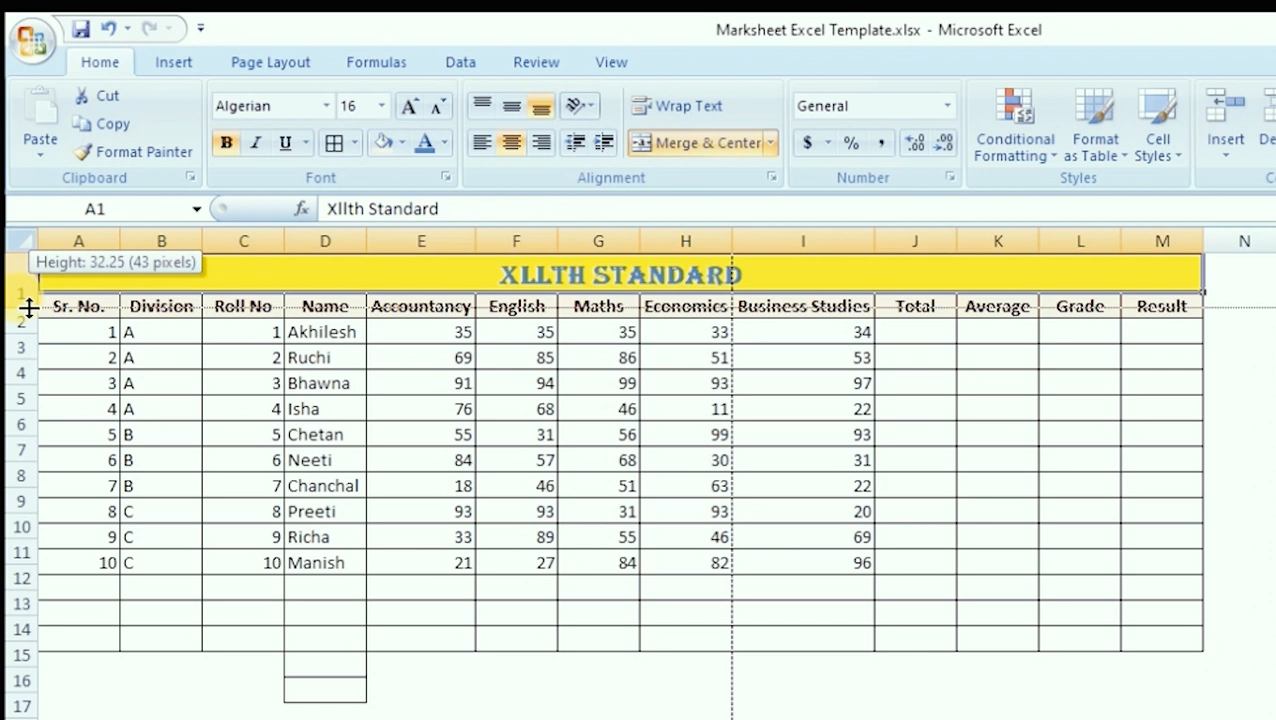 Marksheet Excel Template.xlsx - Microsoft Excel
Home Insert Page Layout Formulas Data Review View
Paste Cut Copy Format Painter Clipboard
Algerian 16 A A B I U A Font
Wrap Text Merge & Center Alignment
General $ % , .0 .00 .00 .0 Number
Conditional Formatting Format as Table Cell Styles Styles
Insert
A1 fx Xllth Standard
A B C D E F G H I J K L M N
Height: 32.25 (43 pixels)
1 XLLTH STANDARD
2 Sr. No. Division Roll No Name Accountancy English Maths Economics Business Studies Total Average Grade Result
3 1 A 1 Akhilesh 35 35 35 33 34
4 2 A 2 Ruchi 69 85 86 51 53
5 3 A 3 Bhawna 91 94 99 93 97
6 4 A 4 Isha 76 68 46 11 22
7 5 B 5 Chetan 55 31 56 99 93
8 6 B 6 Neeti 84 57 68 30 31
9 7 B 7 Chanchal 18 46 51 63 22
10 8 C 8 Preeti 93 93 31 93 20
11 9 C 9 Richa 33 89 55 46 69
12 10 C 10 Manish 21 27 84 82 96
13
14
15
16
17